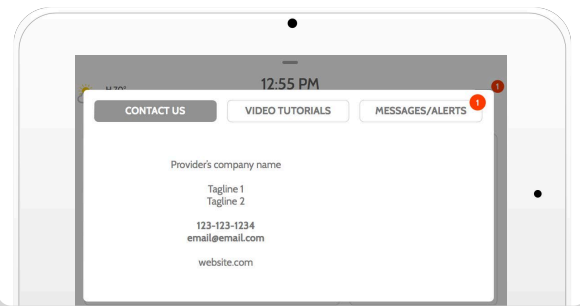 12:55 PM
1
CONTACT US
VIDEO TUTORIALS
MESSAGES/ALERTS
1
Provider's company name
Tagline 1
Tagline 2
123-123-1234
email@email.com
website.com